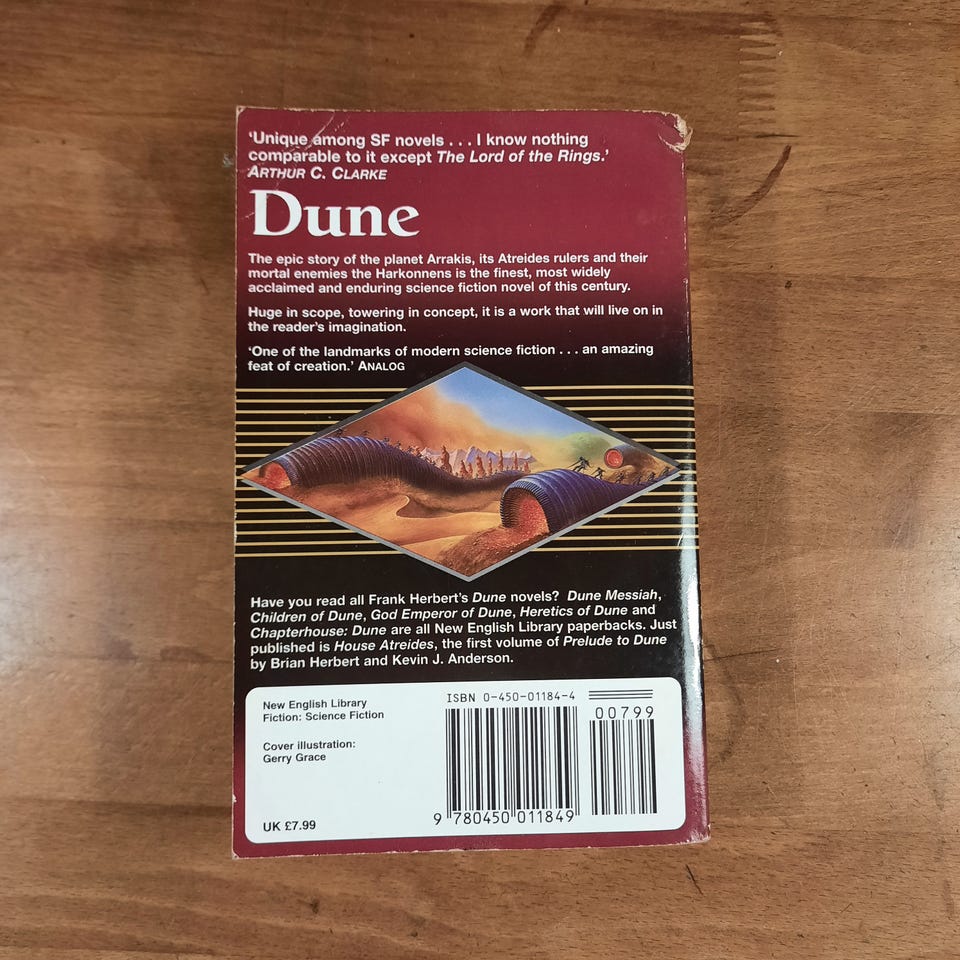 ‘Unique among SF novels . . . I know nothing
comparable to it except The Lord of the Rings.’
ARTHUR C. CLARKE
Dune
The epic story of the planet Arrakis, its Atreides rulers and their
mortal enemies the Harkonnens is the finest, most widely
acclaimed and enduring science fiction novel of this century.
Huge in scope, towering in concept, it is a work that will live on in
the reader’s imagination.
‘One of the landmarks of modern science fiction . . . an amazing
feat of creation.’ ANALOG
Have you read all Frank Herbert’s Dune novels? Dune Messiah,
Children of Dune, God Emperor of Dune, Heretics of Dune and
Chapterhouse: Dune are all New English Library paperbacks. Just
published is House Atreides, the first volume of Prelude to Dune
by Brian Herbert and Kevin J. Anderson.
New English Library
Fiction: Science Fiction
Cover illustration:
Gerry Grace
UK £7.99
ISBN 0-450-01184-4
00799
9 780450 011849